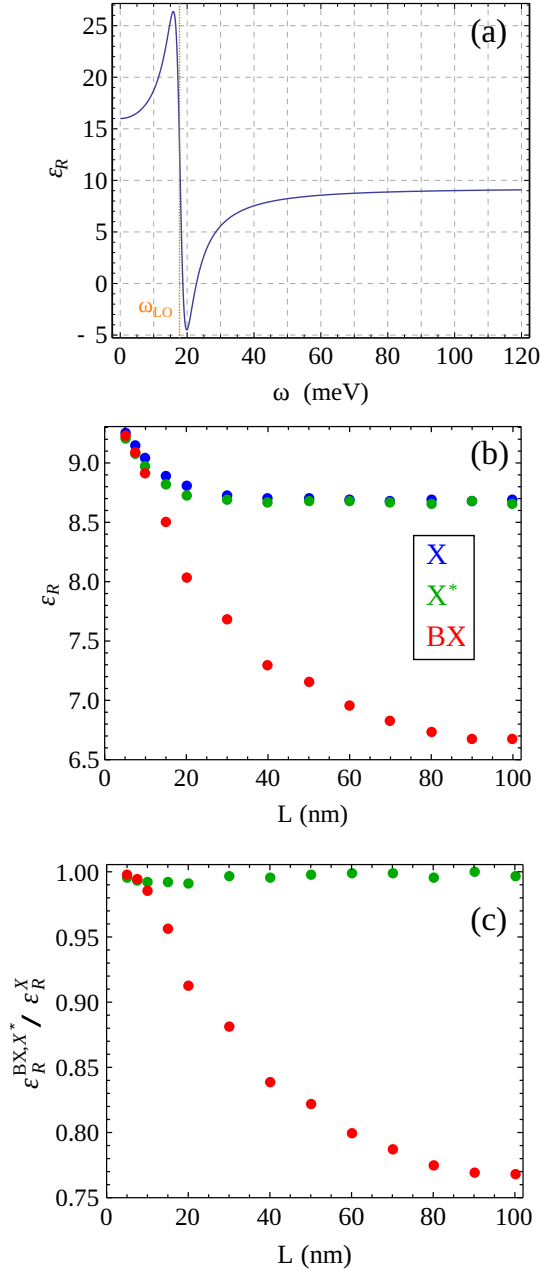 (a)
25
20
15
10
5
0
- 5
ε_R
ω_LO
0 20 40 60 80 100 120
ω (meV)
(b)
9.0
8.5
8.0
7.5
7.0
6.5
ε_R
X
X*
BX
0 20 40 60 80 100
L (nm)
(c)
1.00
0.95
0.90
0.85
0.80
0.75
ε_R^BX,X* / ε_R^X
0 20 40 60 80 100
L (nm)